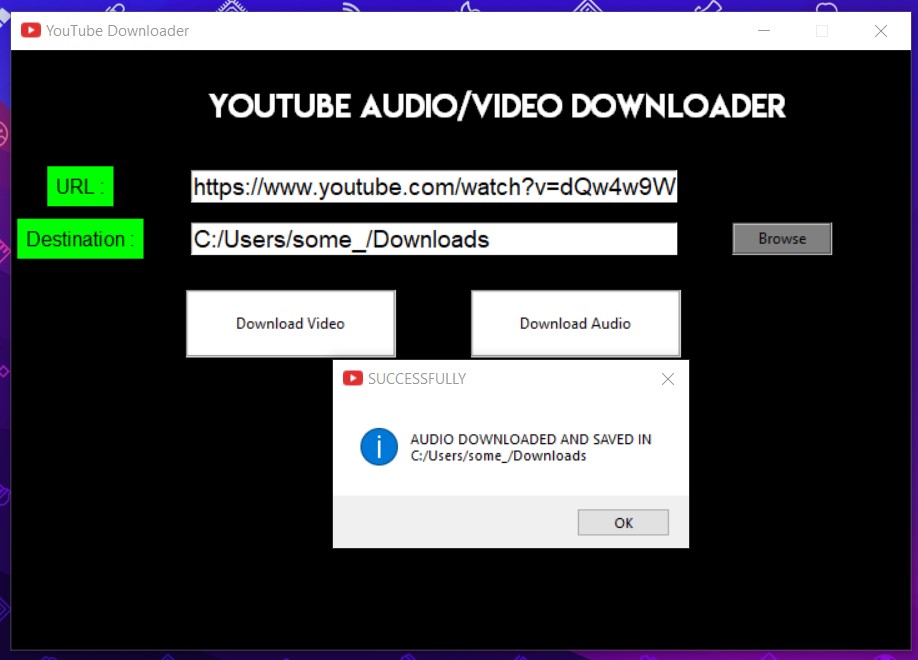 YouTube Downloader
YOUTUBE AUDIO/VIDEO DOWNLOADER
URL :
https://www.youtube.com/watch?v=dQw4w9W
Destination :
C:/Users/some_/Downloads
Browse
Download Video
Download Audio
SUCCESSFULLY
AUDIO DOWNLOADED AND SAVED IN
C:/Users/some_/Downloads
OK